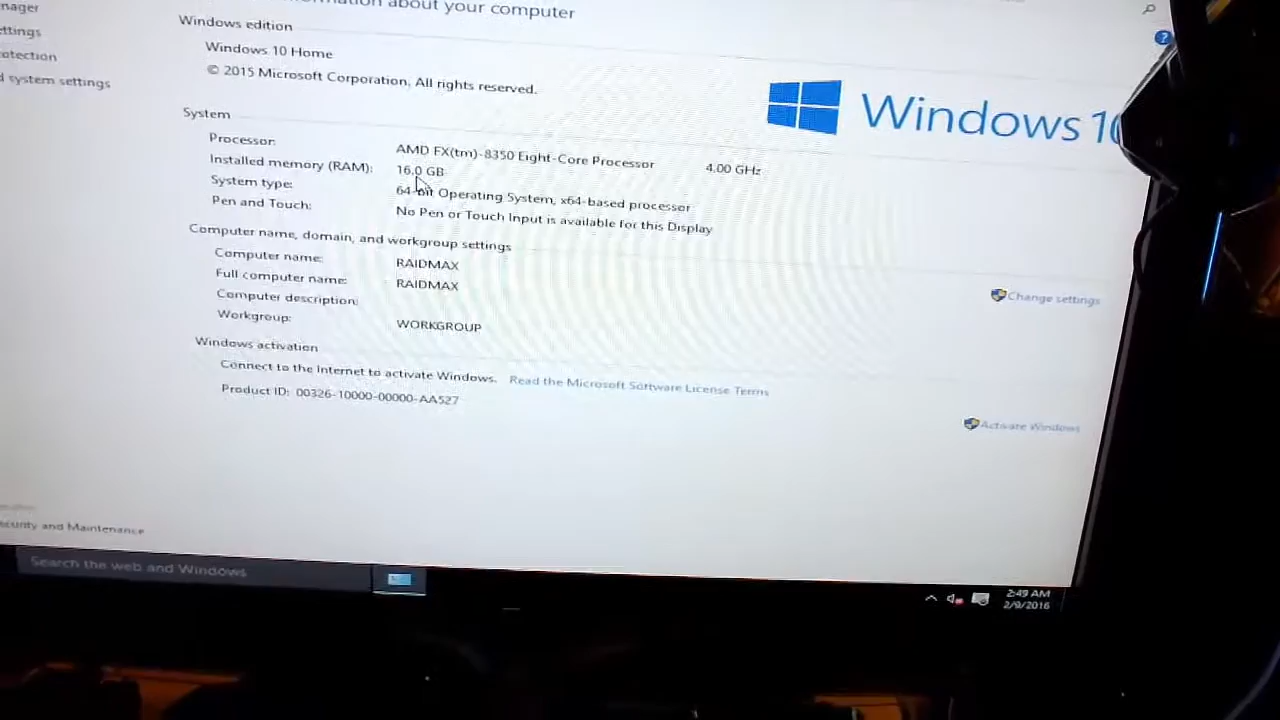 about your computer
Windows edition
Windows 10 Home
© 2015 Microsoft Corporation. All rights reserved.
Windows 10
System
Processor: AMD FX(tm)-8350 Eight-Core Processor 4.00 GHz
Installed memory (RAM): 16.0 GB
System type: 64-bit Operating System, x64-based processor
Pen and Touch: No Pen or Touch Input is available for this Display
Computer name, domain, and workgroup settings
Computer name: RAIDMAX
Full computer name: RAIDMAX
Change settings
Computer description:
Workgroup: WORKGROUP
Windows activation
Connect to the Internet to activate Windows. Read the Microsoft Software License Terms
Product ID: 00326-10000-00000-AA527
Activate Windows
system settings
and Maintenance
Search the web and Windows
2:49 AM
2/9/2016